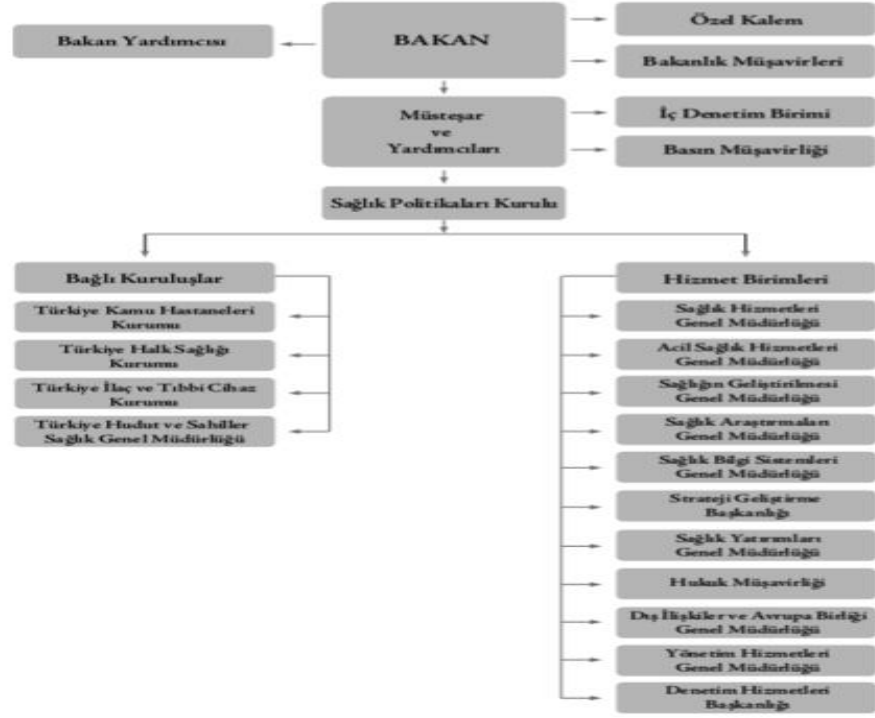 BAKAN
Bakan Yardımcısı
Özel Kalem
Bakanlık Müşavirleri
Müsteşar
ve
Yardımcıları
İç Denetim Birimi
Basın Müşavirliği
Sağlık Politikaları Kurulu
Bağlı Kuruluşlar
Türkiye Kamu Hastaneleri
Kurumu
Türkiye Halk Sağlığı
Kurumu
Türkiye İlaç ve Tıbbi Cihaz
Kurumu
Türkiye Hudut ve Sahiller
Sağlık Genel Müdürlüğü
Hizmet Birimleri
Sağlık Hizmetleri
Genel Müdürlüğü
Acil Sağlık Hizmetleri
Genel Müdürlüğü
Sağlığın Geliştirilmesi
Genel Müdürlüğü
Sağlık Araştırmaları
Genel Müdürlüğü
Sağlık Bilgi Sistemleri
Genel Müdürlüğü
Strateji Geliştirme
Başkanlığı
Sağlık Yatırımları
Genel Müdürlüğü
Hukuk Müşavirliği
Dış İlişkiler ve Avrupa Birliği
Genel Müdürlüğü
Yönetim Hizmetleri
Genel Müdürlüğü
Denetim Hizmetleri
Başkanlığı